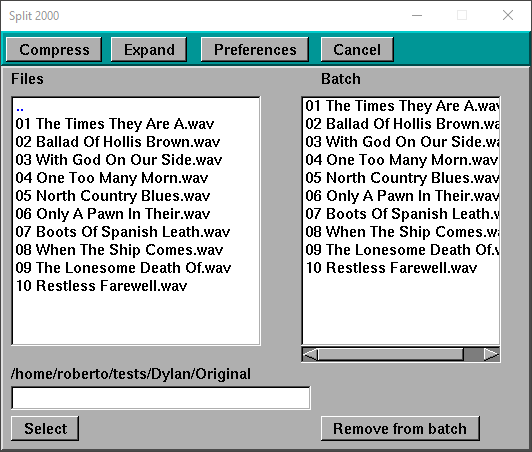 Split 2000
Compress Expand Preferences Cancel
Files
..
01 The Times They Are A.wav
02 Ballad Of Hollis Brown.wav
03 With God On Our Side.wav
04 One Too Many Morn.wav
05 North Country Blues.wav
06 Only A Pawn In Their.wav
07 Boots Of Spanish Leath.wav
08 When The Ship Comes.wav
09 The Lonesome Death Of.wav
10 Restless Farewell.wav
/home/roberto/tests/Dylan/Original
Select
Batch
01 The Times They Are A.wav
02 Ballad Of Hollis Brown.wa
03 With God On Our Side.wav
04 One Too Many Morn.wav
05 North Country Blues.wav
06 Only A Pawn In Their.wav
07 Boots Of Spanish Leath.w
08 When The Ship Comes.wa
09 The Lonesome Death Of.w
10 Restless Farewell.wav
Remove from batch